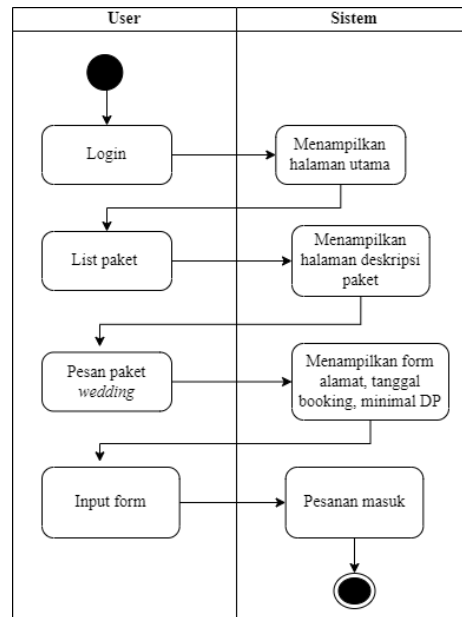 User
Sistem
Login
Menampilkan
halaman utama
List paket
Menampilkan
halaman deskripsi
paket
Pesan paket
wedding
Menampilkan form
alamat, tanggal
booking, minimal DP
Input form
Pesanan masuk